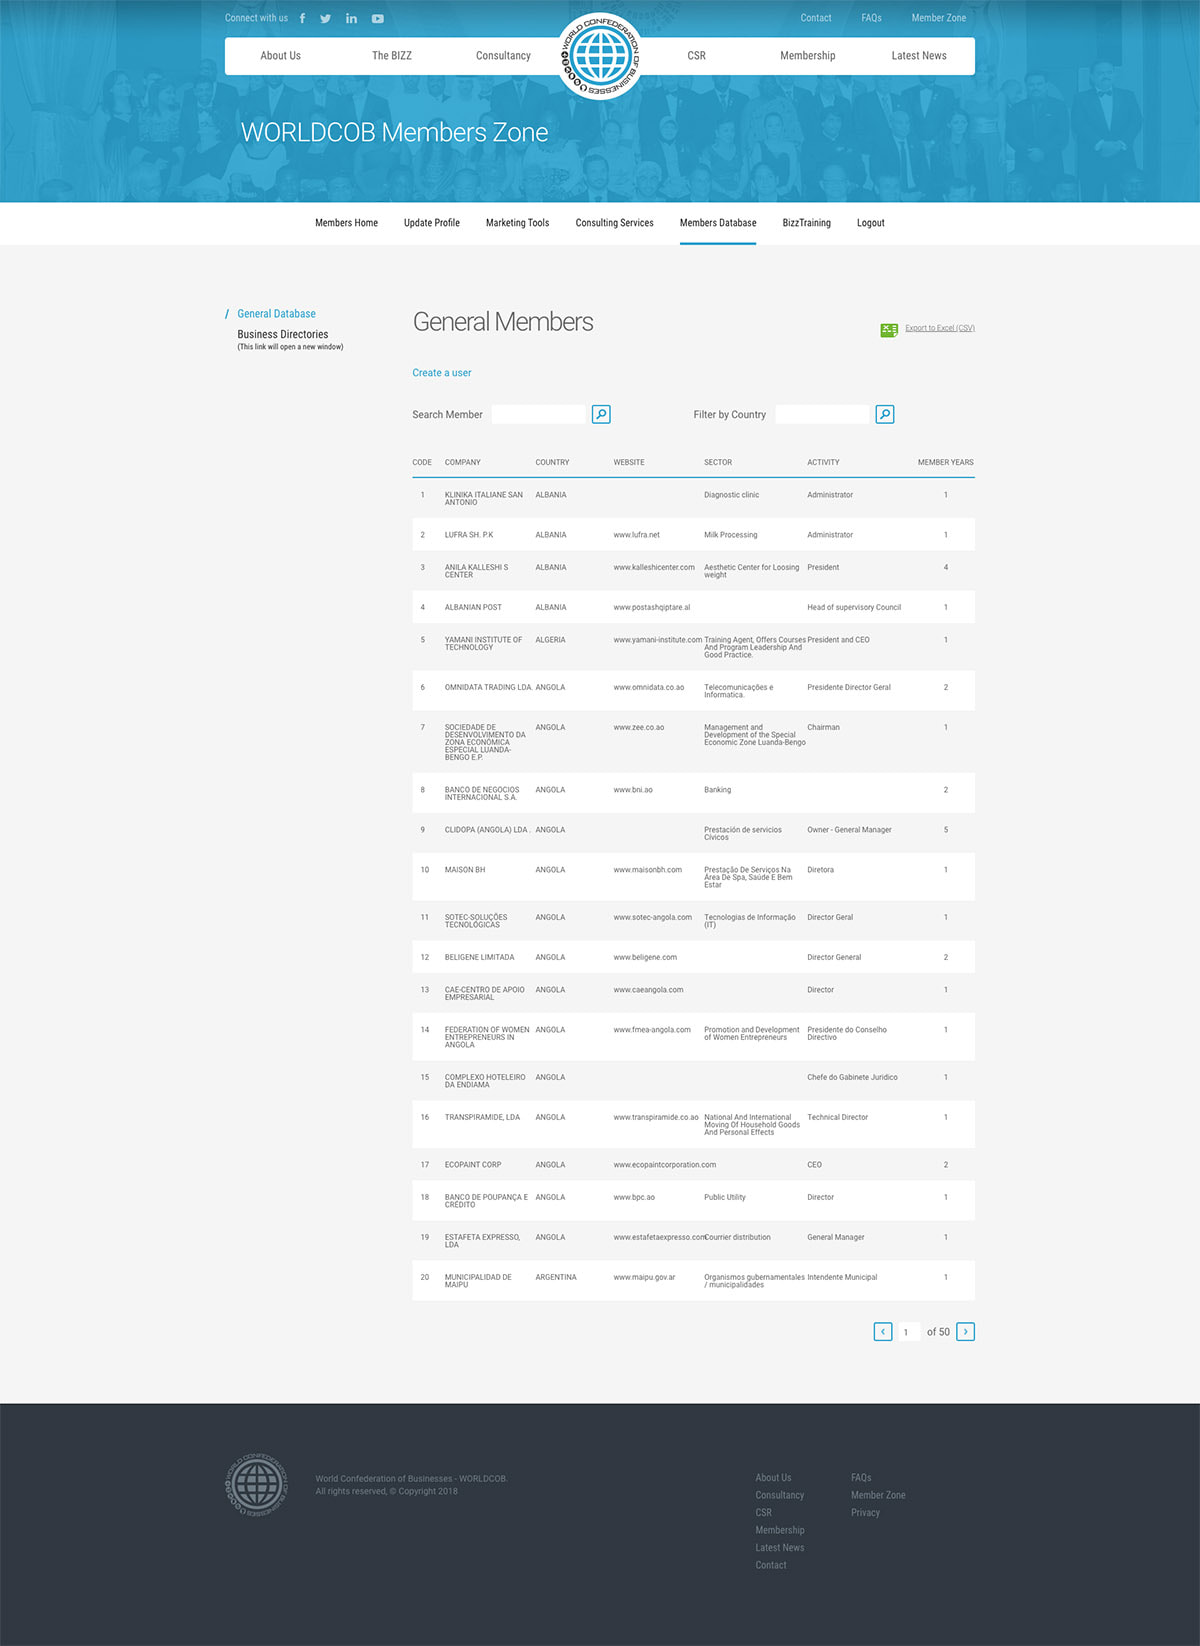 Connect with us
Contact FAQs Member Zone
About Us The BIZZ Consultancy CSR Membership Latest News
WORLD CONFEDERATION OF BUSINESSES
WORLDCOB Members Zone
Members Home Update Profile Marketing Tools Consulting Services Members Database BizzTraining Logout
/ General Database
Business Directories
(This link will open a new window)
General Members
Export to Excel (CSV)
Create a user
Search Member Filter by Country
CODE COMPANY COUNTRY WEBSITE SECTOR ACTIVITY MEMBER YEARS
1 KLINIKA ITALIANE SAN ALBANIA Diagnostic clinic Administrator 1
ANTONIO
2 LUFRA SH. P.K ALBANIA www.lufra.net Milk Processing Administrator 1
3 ANILA KALLESHI S ALBANIA www.kalleshicenter.com Aesthetic Center for Loosing President 4
CENTER weight
4 ALBANIAN POST ALBANIA www.postashqiptare.al Head of supervisory Council 1
5 YAMANI INSTITUTE OF ALGERIA www.yamani-institute.com Training Agent, Offers Courses President and CEO 1
TECHNOLOGY And Program Leadership And
Good Practice.
6 OMNIDATA TRADING LDA. ANGOLA www.omnidata.co.ao Telecomunicações e Presidente Director Geral 2
Informatica.
7 SOCIEDADE DE ANGOLA www.zee.co.ao Management and Chairman 1
DESENVOLVIMENTO DA Development of the Special
ZONA ECONÓMICA Economic Zone Luanda-Bengo
ESPECIAL LUANDA-
BENGO E.P.
8 BANCO DE NEGOCIOS ANGOLA www.bni.ao Banking 2
INTERNACIONAL S.A.
9 CLIDOPA (ANGOLA) LDA . ANGOLA Prestación de servicios Owner - General Manager 5
Cívicos
10 MAISON BH ANGOLA www.maisonbh.com Prestação De Serviços Na Diretora 1
Área De Spa, Saúde E Bem
Estar
11 SOTEC-SOLUÇÕES ANGOLA www.sotec-angola.com Tecnologias de Informação Director Geral 1
TECNOLÓGICAS (IT)
12 BELIGENE LIMITADA ANGOLA www.beligene.com Director General 2
13 CAE-CENTRO DE APOIO ANGOLA www.caeangola.com Director 1
EMPRESARIAL
14 FEDERATION OF WOMEN ANGOLA www.fmea-angola.com Promotion and Development Presidente do Conselho 1
ENTREPRENEURS IN of Women Entrepreneurs Directivo
ANGOLA
15 COMPLEXO HOTELEIRO ANGOLA Chefe do Gabinete Juridico 1
DA ENDIAMA
16 TRANSPIRAMIDE, LDA ANGOLA www.transpiramide.co.ao National And International Technical Director 1
Moving Of Household Goods
And Personal Effects
17 ECOPAINT CORP ANGOLA www.ecopaintcorporation.com CEO 2
18 BANCO DE POUPANÇA E ANGOLA www.bpc.ao Public Utility Director 1
CRÉDITO
19 ESTAFETA EXPRESSO, ANGOLA www.estafetaexpresso.com Courrier distribution General Manager 1
LDA
20 MUNICIPALIDAD DE ARGENTINA www.maipu.gov.ar Organismos gubernamentales Intendente Municipal 1
MAIPU / municipalidades
1 of 50
WORLD CONFEDERATION OF BUSINESSES
World Confederation of Businesses - WORLDCOB.
All rights reserved, © Copyright 2018
About Us FAQs
Consultancy Member Zone
CSR Privacy
Membership
Latest News
Contact